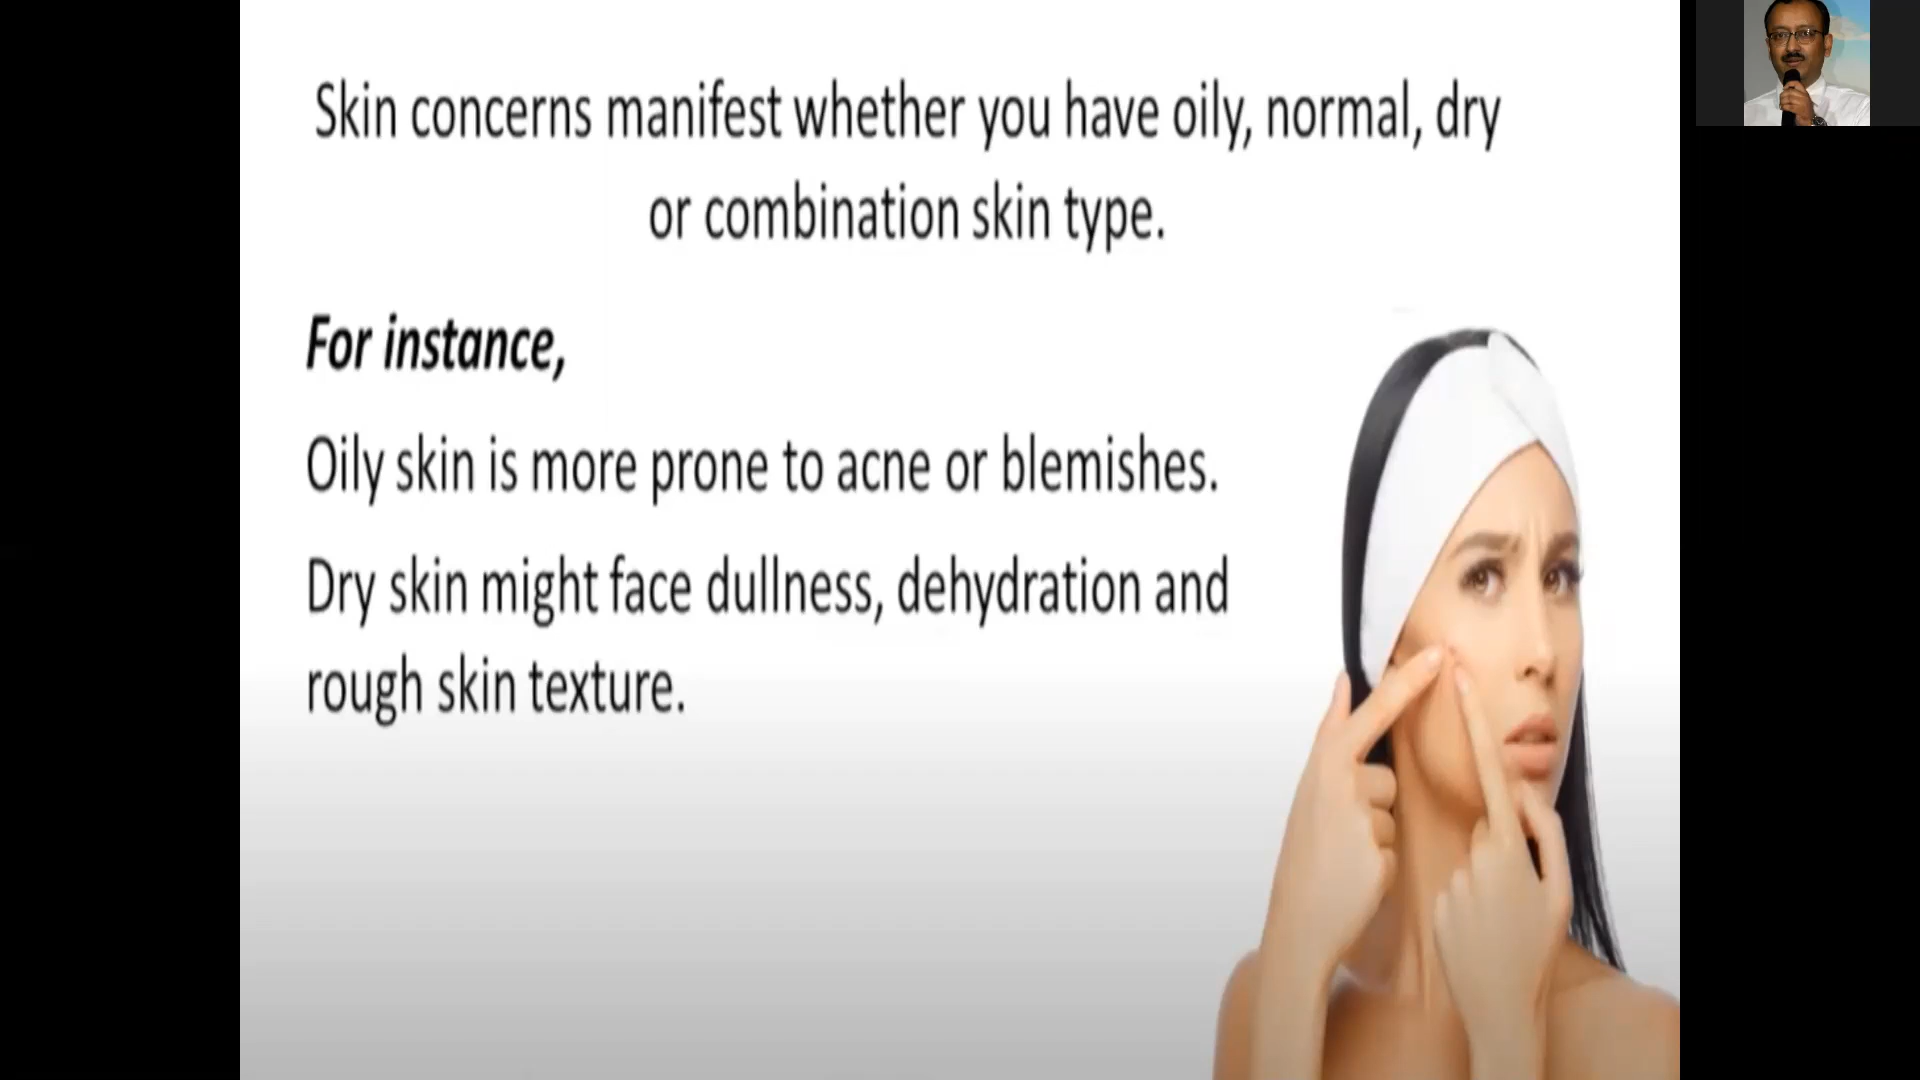 Skin concerns manifest whether you have oily, normal, dry
or combination skin type.
For instance,
Oily skin is more prone to acne or blemishes.
Dry skin might face dullness, dehydration and
rough skin texture.